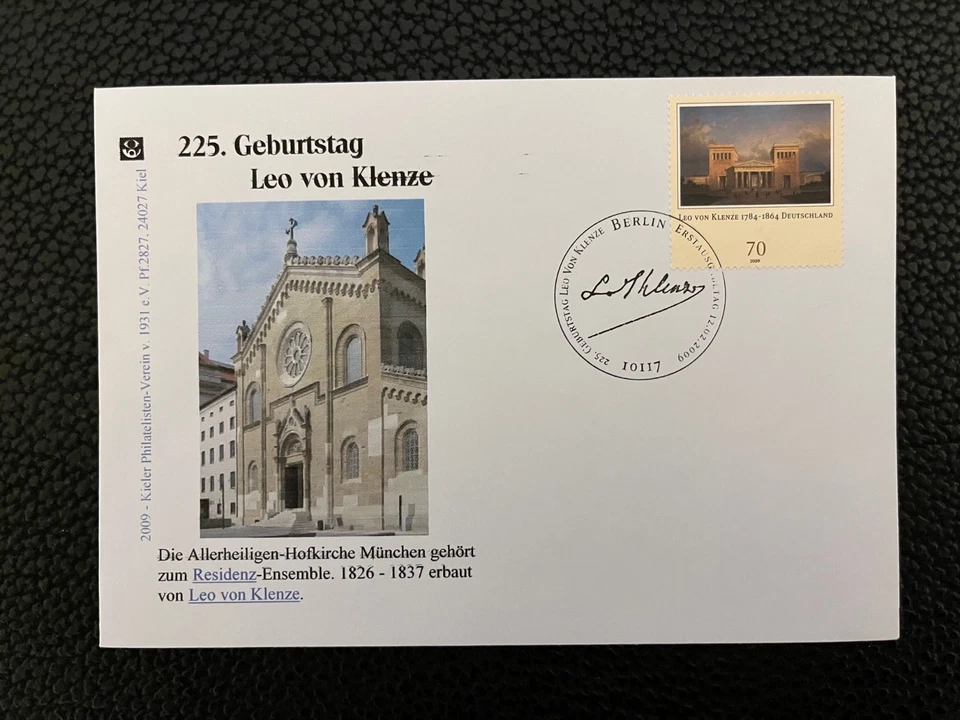 225. Geburtstag
Leo von Klenze
2009 - Kieler Philatelisten-Verein v. 1931 e.V. Pf.2827, 24027 Kiel
Die Allerheiligen-Hofkirche München gehört
zum Residenz-Ensemble. 1826 - 1837 erbaut
von Leo von Klenze.
LEO VON KLENZE 1784-1864 DEUTSCHLAND
70
2009
BERLIN
ERSTAUSGABETAG 12.02.2009
225. GEBURTSTAG LEO VON KLENZE
10117